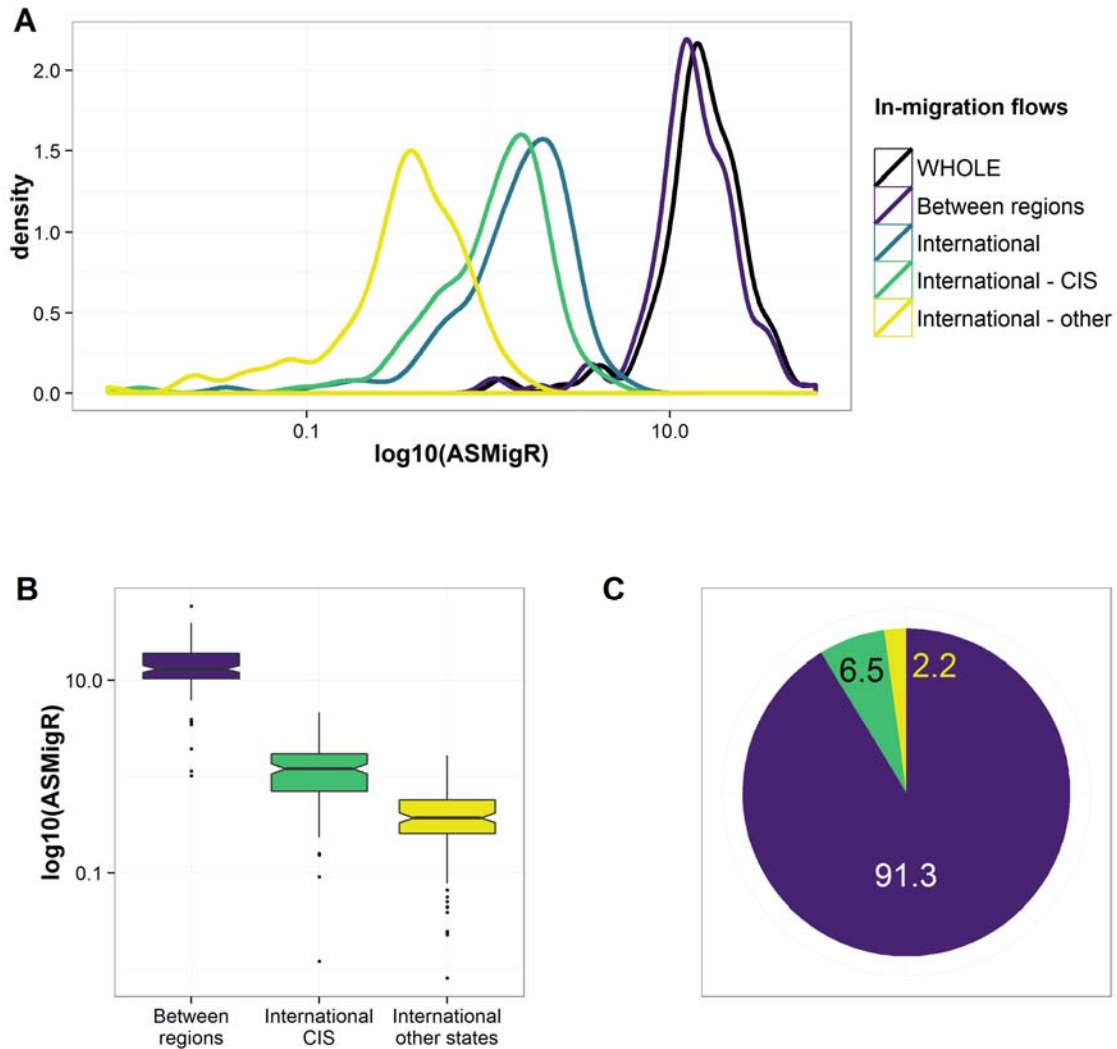 A
2.0
1.5
1.0
0.5
0.0
density
0.1
10.0
log10(ASMigR)
In-migration flows
WHOLE
Between regions
International
International - CIS
International - other
B
10.0
0.1
log10(ASMigR)
Between
regions
International
CIS
International
other states
C
6.5
2.2
91.3